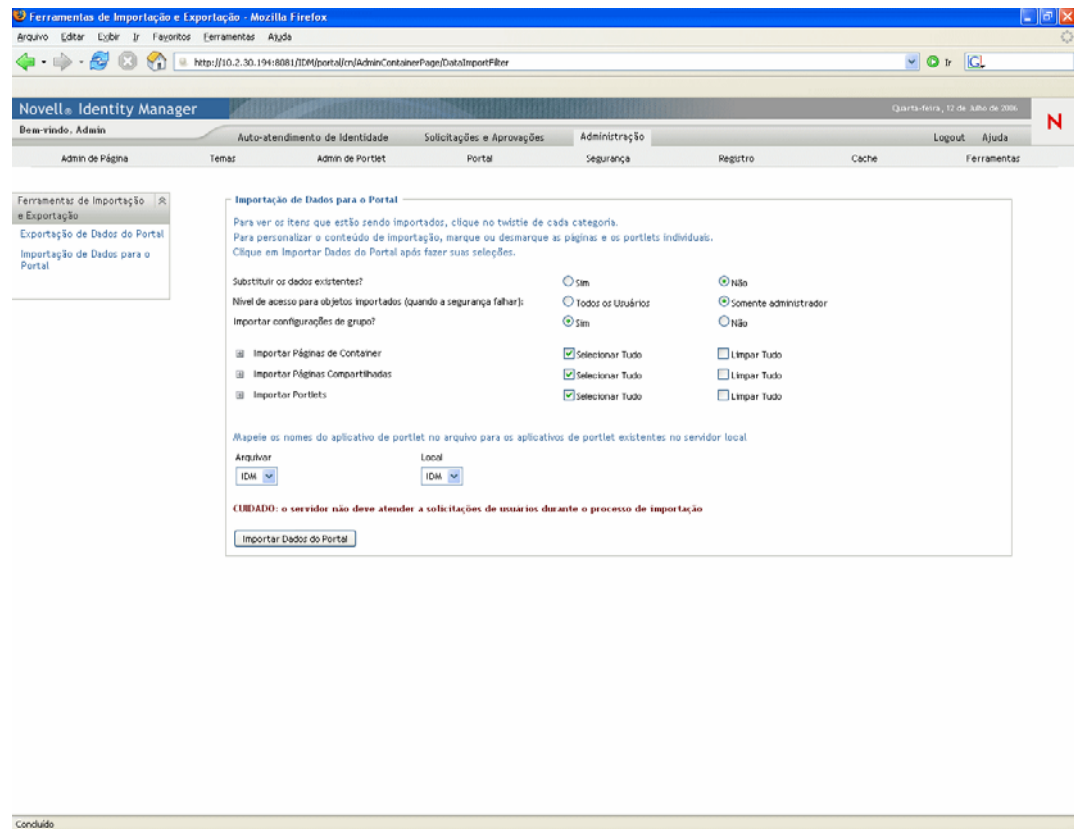 Ferramentas de Importação e Exportação - Mozilla Firefox
Arquivo Editar Exibir Ir Favoritos Ferramentas Ajuda
http://10.2.30.194:8081/IDM/portal/cn/AdminContainerPage/DataImportFilter Ir G
Novell® Identity Manager Quarta-feira, 12 de Julho de 2006
Bem-vindo, Admin Auto-atendimento de Identidade Solicitações e Aprovações Administração Logout Ajuda N
Admin de Página Temas Admin de Portlet Portal Segurança Registro Cache Ferramentas
Ferramentas de Importação e Exportação
Exportação de Dados do Portal
Importação de Dados para o Portal
Importação de Dados para o Portal
Para ver os itens que estão sendo importados, clique no twistie de cada categoria.
Para personalizar o conteúdo de importação, marque ou desmarque as páginas e os portlets individuais.
Clique em Importar Dados do Portal após fazer suas seleções.
Substituir os dados existentes? Sim Não
Nível de acesso para objetos importados (quando a segurança falhar): Todos os Usuários Somente administrador
Importar configurações de grupo? Sim Não
Importar Páginas de Container Selecionar Tudo Limpar Tudo
Importar Páginas Compartilhadas Selecionar Tudo Limpar Tudo
Importar Portlets Selecionar Tudo Limpar Tudo
Mapeie os nomes do aplicativo de portlet no arquivo para os aplicativos de portlet existentes no servidor local
Arquivar Local
IDM IDM
CUIDADO: o servidor não deve atender a solicitações de usuários durante o processo de importação
Importar Dados do Portal
Concluído